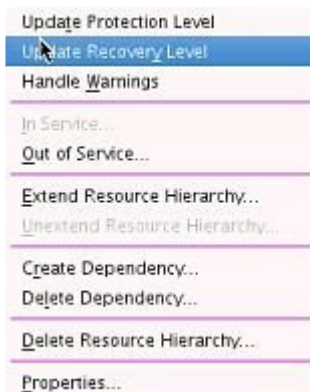 Update Protection Level
Update Recovery Level
Handle Warnings
In Service...
Out of Service...
Extend Resource Hierarchy...
Unextend Resource Hierarchy...
Create Dependency...
Delete Dependency...
Delete Resource Hierarchy...
Properties...